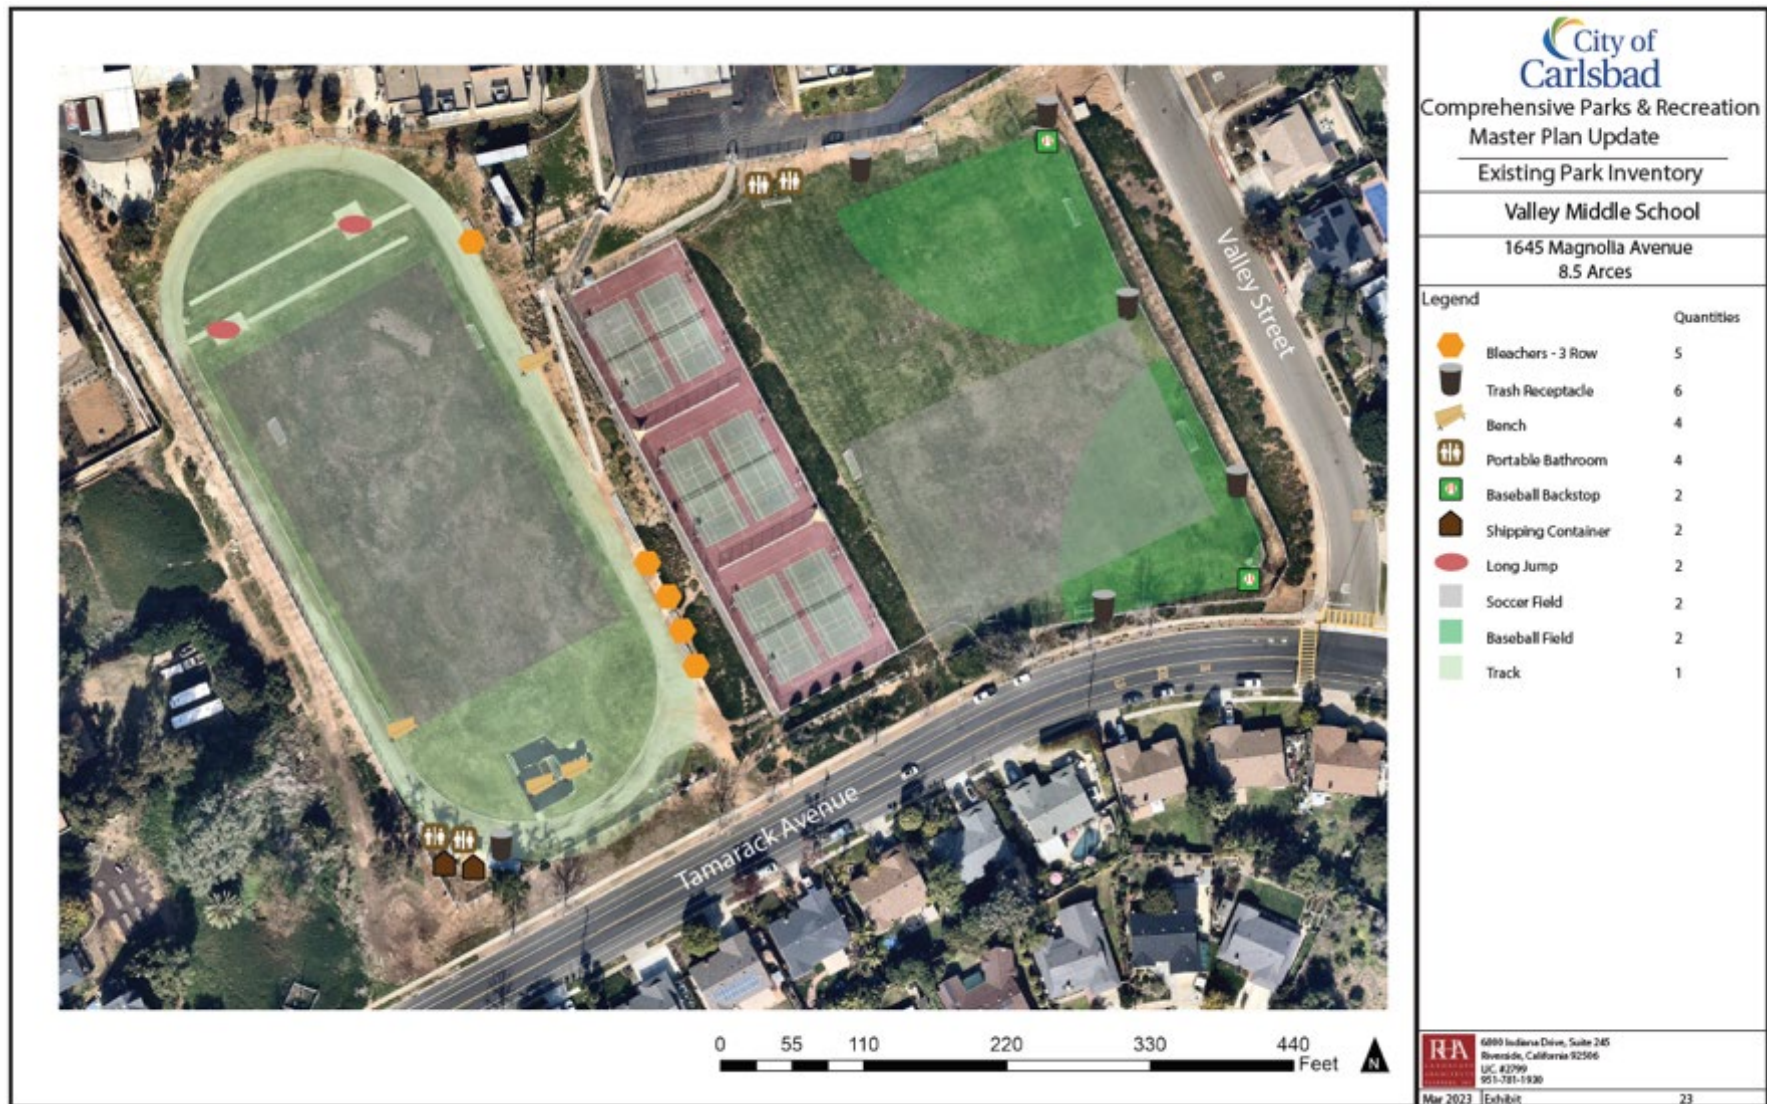 City of
Carlsbad
Comprehensive Parks & Recreation
Master Plan Update
Existing Park Inventory
Valley Middle School
1645 Magnolia Avenue
8.5 Arces
Legend
Quantities
Bleachers - 3 Row 5
Trash Receptacle 6
Bench 4
Portable Bathroom 4
Baseball Backstop 2
Shipping Container 2
Long Jump 2
Soccer Field 2
Baseball Field 2
Track 1
Valley Street
Tamarack Avenue
0 55 110 220 330 440
Feet
N
RHA
6800 Indiana Drive, Suite 245
Riverside, California 92506
LIC. #2799
951-781-1930
Mar 2023 Exhibit 23